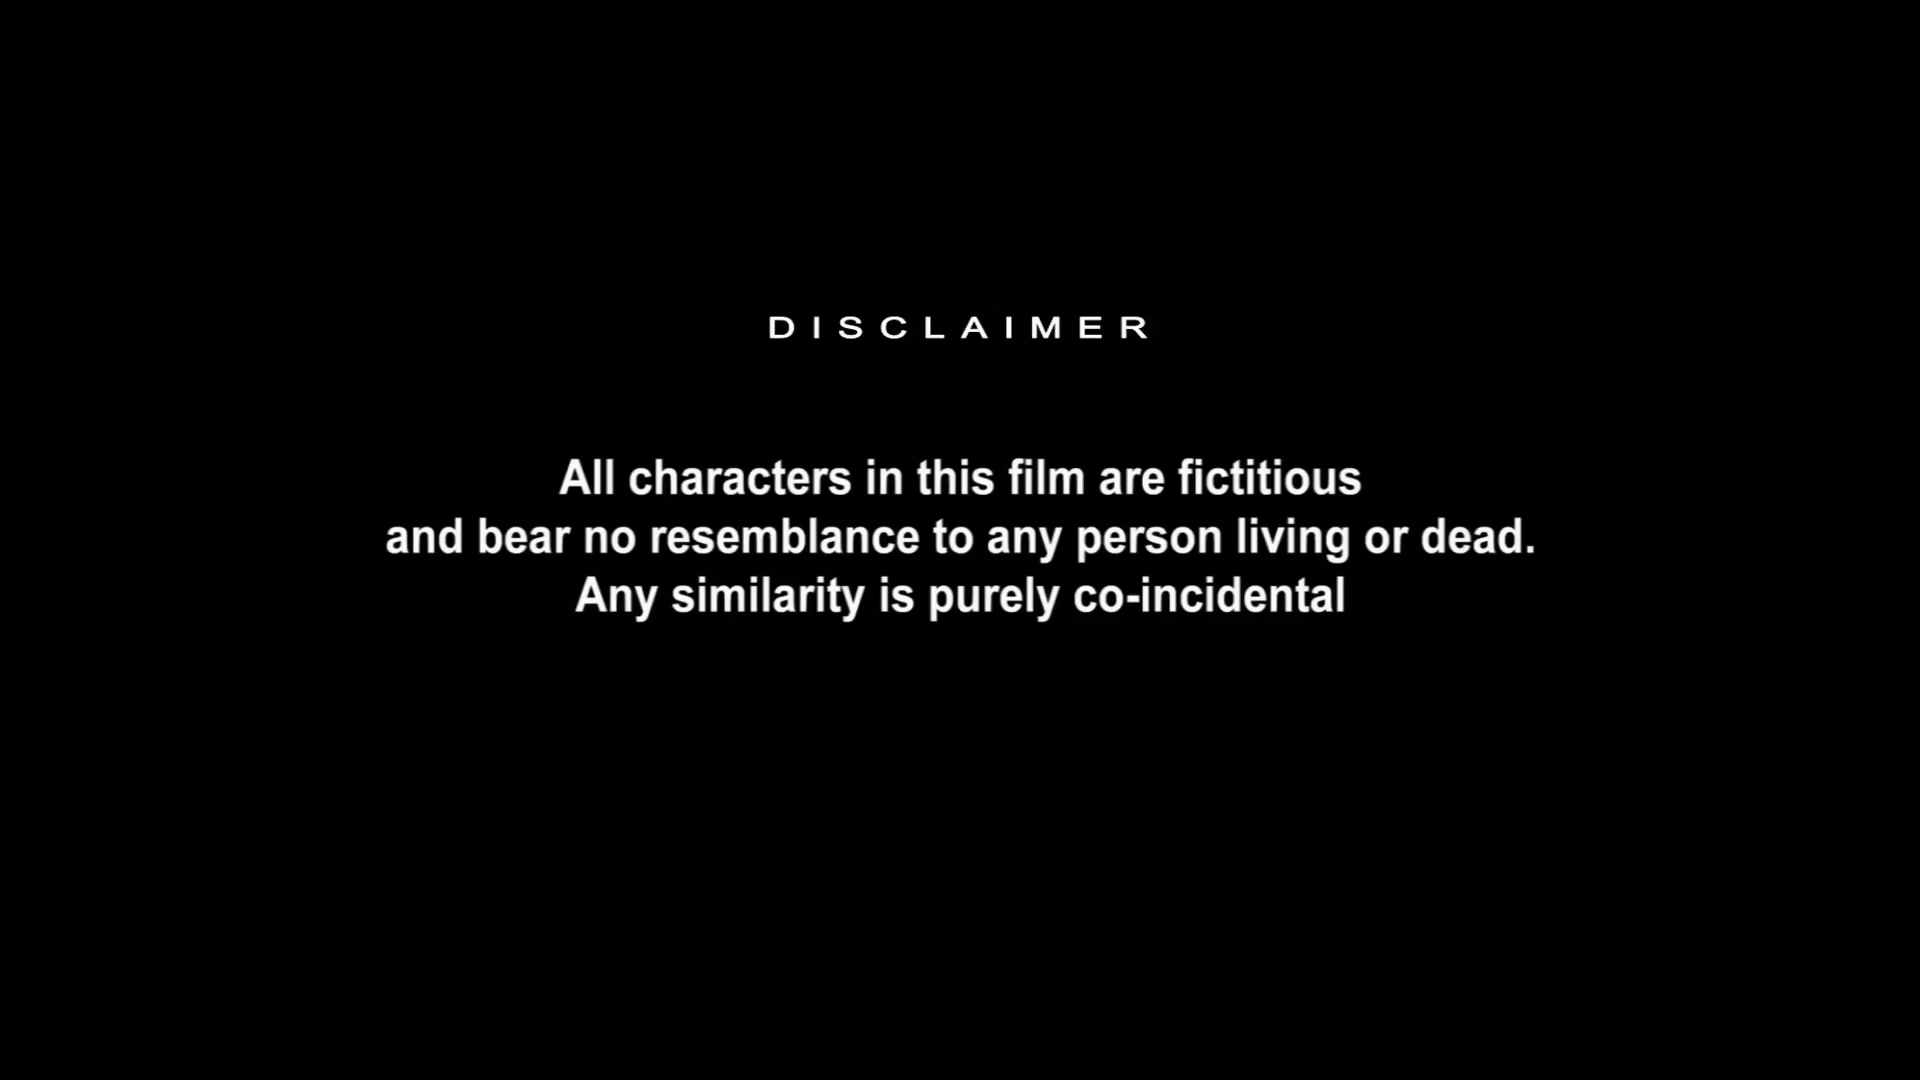 DISCLAIMER
All characters in this film are fictitious
and bear no resemblance to any person living or dead.
Any similarity is purely co-incidental